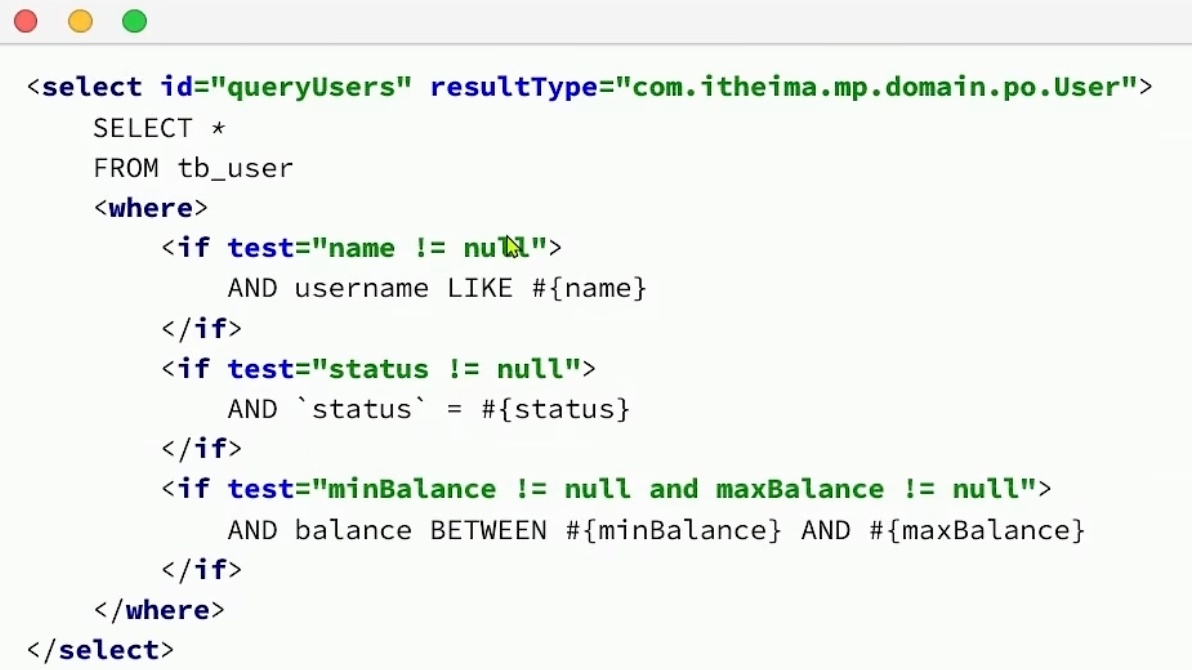 <select id="queryUsers" resultType="com.itheima.mp.domain.po.User">
SELECT *
FROM tb_user
<where>
<if test="name != null">
AND username LIKE #{name}
</if>
<if test="status != null">
AND `status` = #{status}
</if>
<if test="minBalance != null and maxBalance != null">
AND balance BETWEEN #{minBalance} AND #{maxBalance}
</if>
</where>
</select>